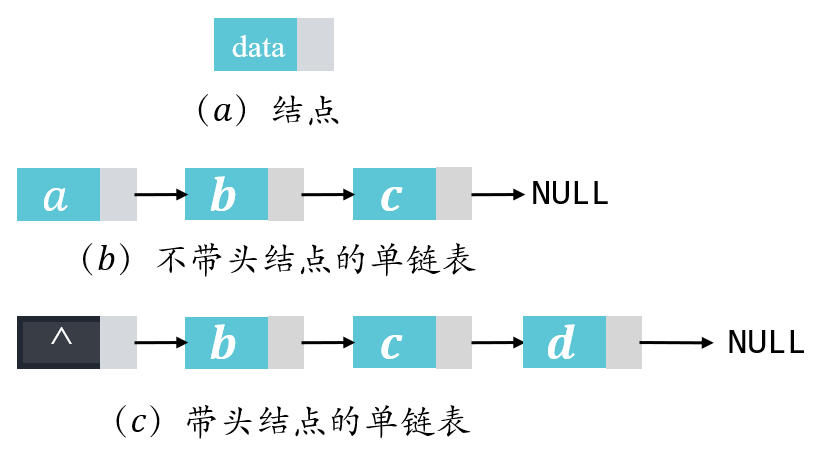 data
(a) 结点
a b c NULL
(b) 不带头结点的单链表
^ b c d NULL
(c) 带头结点的单链表